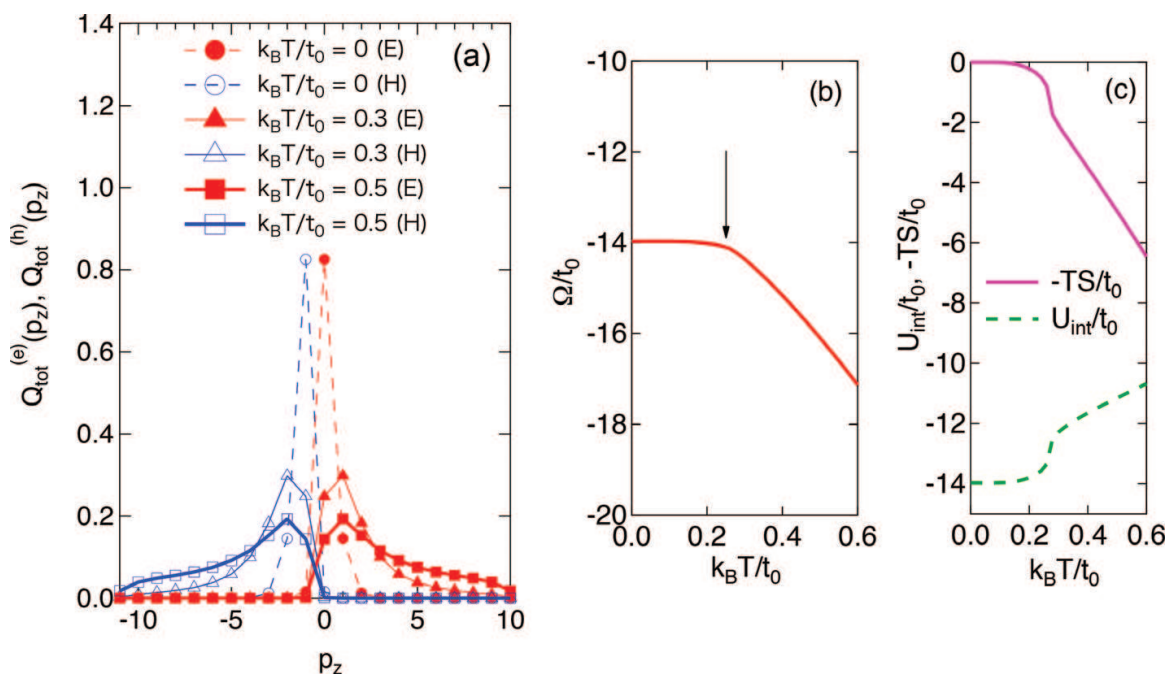 (a)
k_BT/t_0 = 0 (E)
k_BT/t_0 = 0 (H)
k_BT/t_0 = 0.3 (E)
k_BT/t_0 = 0.3 (H)
k_BT/t_0 = 0.5 (E)
k_BT/t_0 = 0.5 (H)
Q_tot^(e)(p_z), Q_tot^(h)(p_z)
1.4
1.2
1.0
0.8
0.6
0.4
0.2
0.0
-10 -5 0 5 10
p_z
(b)
Ω/t_0
-10
-12
-14
-16
-18
-20
0.0 0.2 0.4 0.6
k_BT/t_0
(c)
U_int/t_0, -TS/t_0
0
-2
-4
-6
-8
-10
-12
-14
-TS/t_0
U_int/t_0
0.0 0.2 0.4 0.6
k_BT/t_0